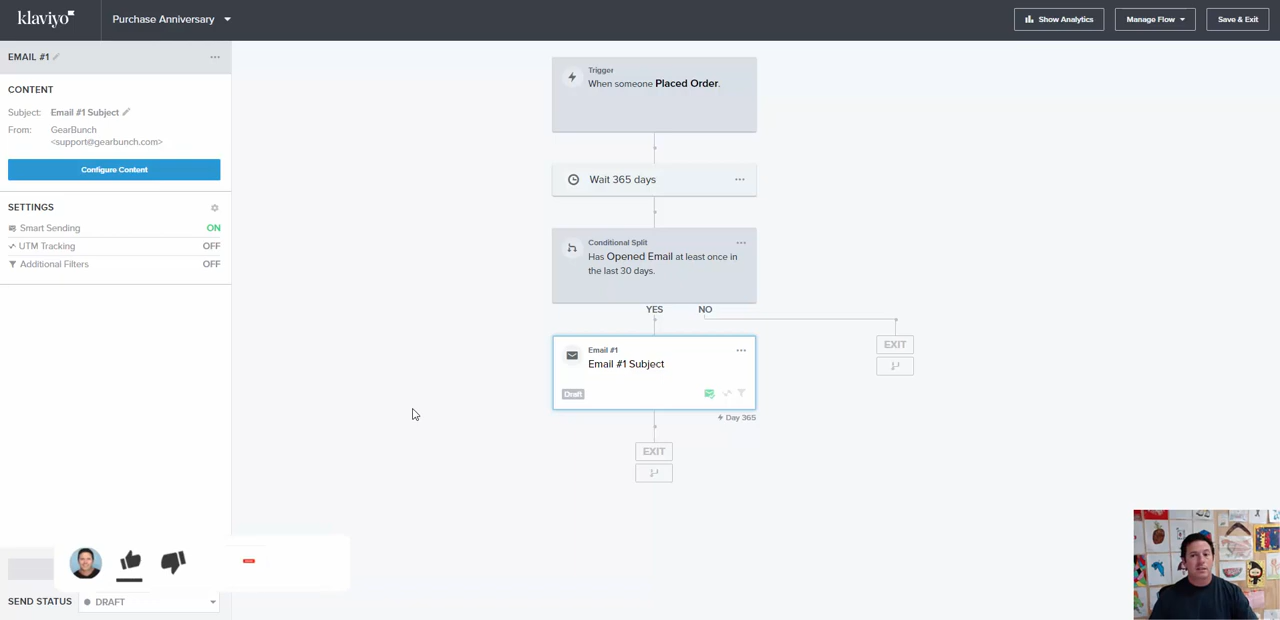 klaviyo
Purchase Anniversary
Show Analytics
Manage Flow
Save & Exit
EMAIL #1
CONTENT
Subject: Email #1 Subject
From: GearBunch
<support@gearbunch.com>
Configure Content
SETTINGS
Smart Sending ON
UTM Tracking OFF
Additional Filters OFF
SEND STATUS DRAFT
Trigger
When someone Placed Order.
Wait 365 days
Conditional Split
Has Opened Email at least once in
the last 30 days.
YES NO
Email #1
Email #1 Subject
Draft
Day 365
EXIT
EXIT